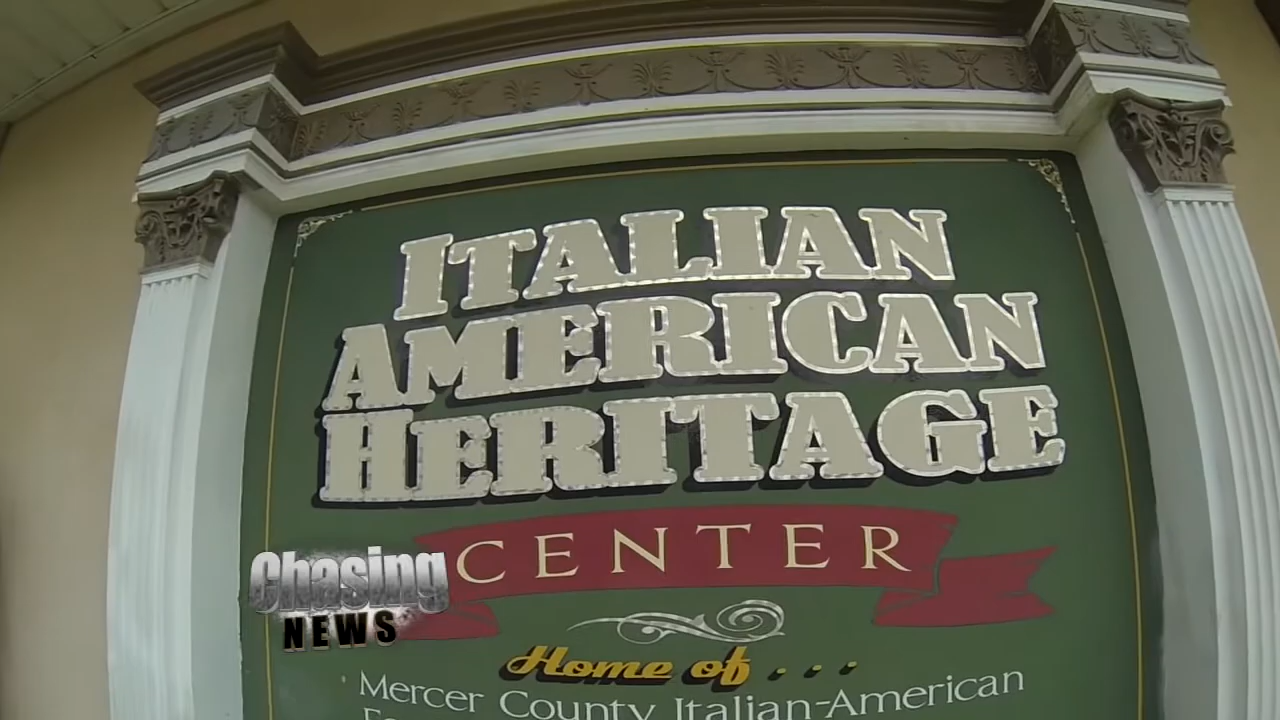 ITALIAN
AMERICAN
HERITAGE
CENTER
Chasing
NEWS
Home of...
Mercer County Italian-American